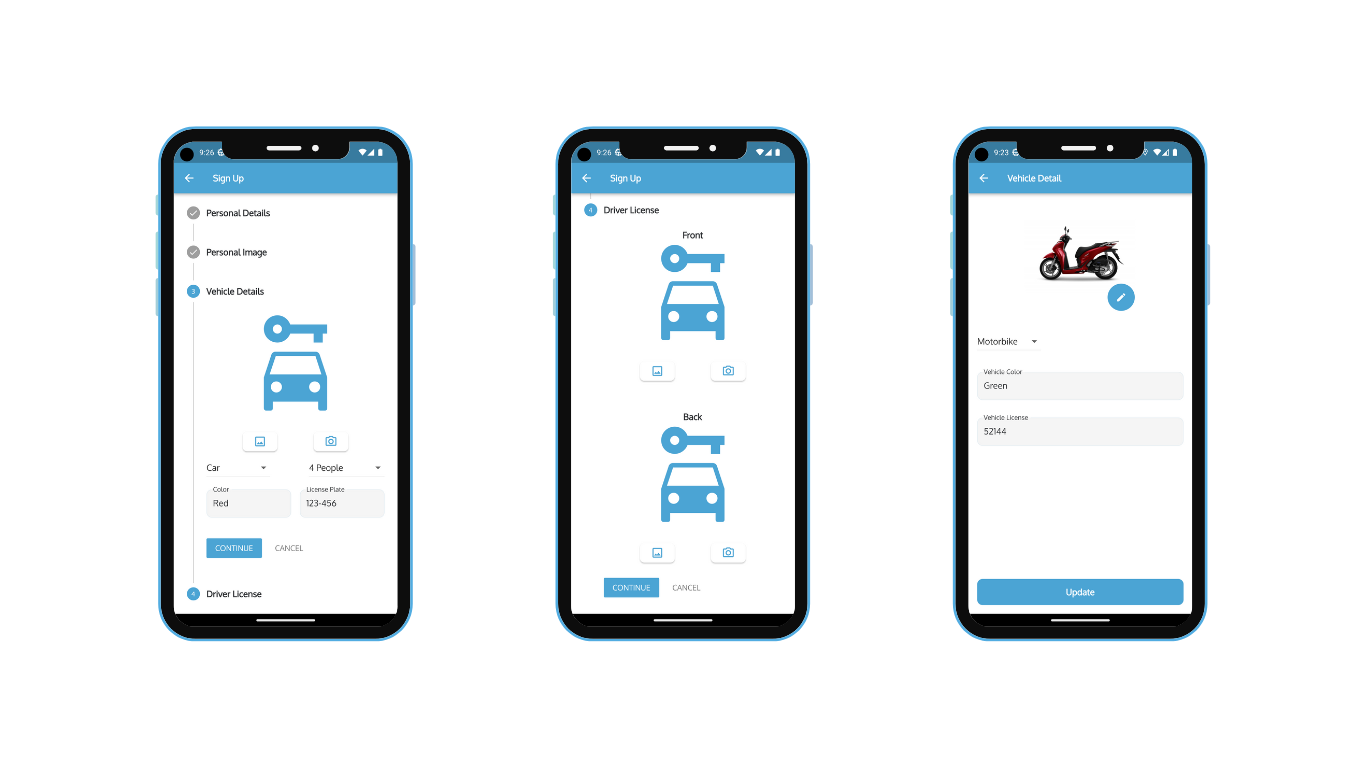 9:26
Sign Up
Personal Details
Personal Image
3 Vehicle Details
Car 4 People
Color License Plate
Red 123-456
CONTINUE CANCEL
4 Driver License
9:26
Sign Up
4 Driver License
Front
Back
CONTINUE CANCEL
9:23
Vehicle Detail
Motorbike
Vehicle Color
Green
Vehicle License
52144
Update